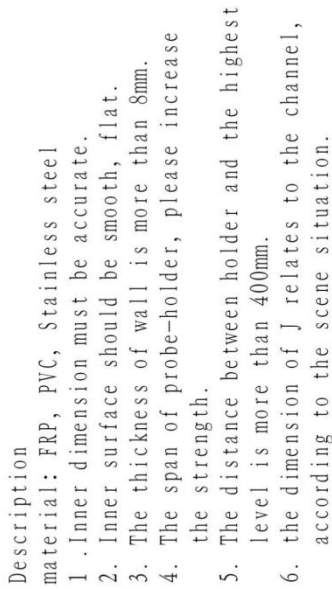 Description
material: FRP, PVC, Stainless steel
1 .Inner dimension must be accurate.
2. Inner surface should be smooth, flat.
3. The thickness of wall is more than 8mm.
4. The span of probe-holder, please increase
the strength.
5. The distance between holder and the highest
level is more than 400mm.
6. the dimension of J relates to the channel,
according to the scene situation.